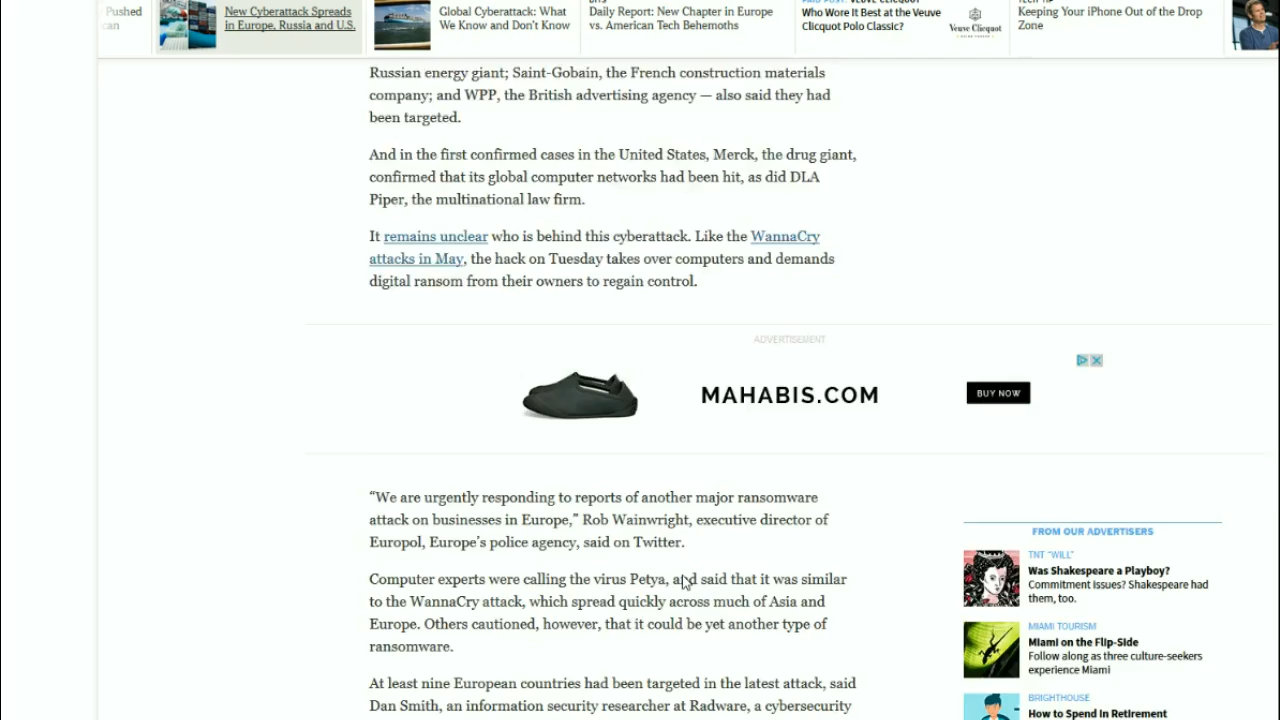 Pushed
can
New Cyberattack Spreads
in Europe, Russia and U.S.
Global Cyberattack: What
We Know and Don't Know
Daily Report: New Chapter in Europe
vs. American Tech Behemoths
PAID POST: VEUVE CLICQUOT
Who Wore It Best at the Veuve
Clicquot Polo Classic?
Veuve Clicquot
TECH TIP
Keeping Your iPhone Out of the Drop
Zone
Russian energy giant; Saint-Gobain, the French construction materials
company; and WPP, the British advertising agency — also said they had
been targeted.
And in the first confirmed cases in the United States, Merck, the drug giant,
confirmed that its global computer networks had been hit, as did DLA
Piper, the multinational law firm.
It remains unclear who is behind this cyberattack. Like the WannaCry
attacks in May, the hack on Tuesday takes over computers and demands
digital ransom from their owners to regain control.
ADVERTISEMENT
MAHABIS.COM
BUY NOW
“We are urgently responding to reports of another major ransomware
attack on businesses in Europe,” Rob Wainwright, executive director of
Europol, Europe’s police agency, said on Twitter.
Computer experts were calling the virus Petya, and said that it was similar
to the WannaCry attack, which spread quickly across much of Asia and
Europe. Others cautioned, however, that it could be yet another type of
ransomware.
At least nine European countries had been targeted in the latest attack, said
Dan Smith, an information security researcher at Radware, a cybersecurity
FROM OUR ADVERTISERS
TNT “WILL”
Was Shakespeare a Playboy?
Commitment issues? Shakespeare had
them, too.
MIAMI TOURISM
Miami on the Flip-Side
Follow along as three culture-seekers
experience Miami
BRIGHTHOUSE
How to Spend in Retirement